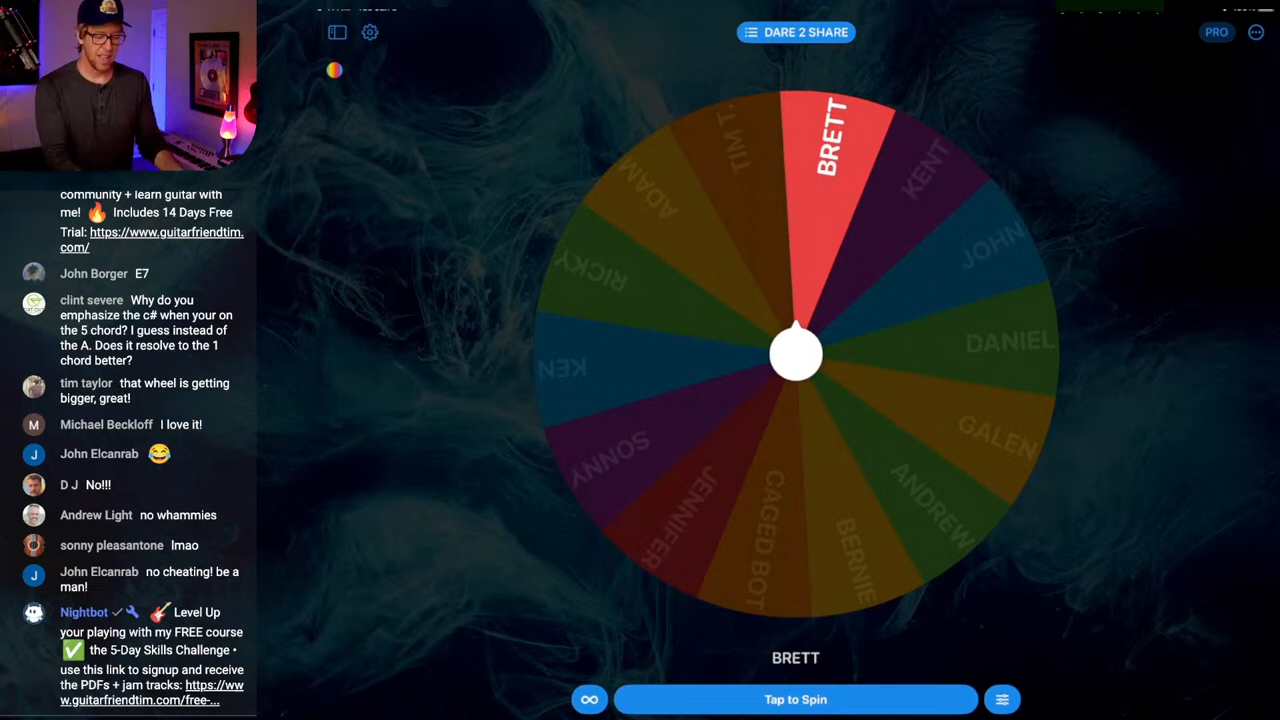 DARE 2 SHARE
PRO
community + learn guitar with
me! 🔥 Includes 14 Days Free
Trial: https://www.guitarfriendtim.
com/
John Borger E7
clint severe Why do you
emphasize the c# when your on
the 5 chord? I guess instead of
the A. Does it resolve to the 1
chord better?
tim taylor that wheel is getting
bigger, great!
Michael Beckloff I love it!
John Elcanrab 😂
D J No!!!
Andrew Light no whammies
sonny pleasantone lmao
John Elcanrab no cheating! be a
man!
Nightbot ✓ 🔧 🎸 Level Up
your playing with my FREE course
✅ the 5-Day Skills Challenge •
use this link to signup and receive
the PDFs + jam tracks: https://ww
w.guitarfriendtim.com/free-...
M
J
J
BRETT
KENT
JOHN
DANIEL
GALEN
ANDREW
BERNIE
CAGED BOT
JENNIFER
SONNY
KEN
RICKY
ADAM
TIM T.
BRETT
Tap to Spin